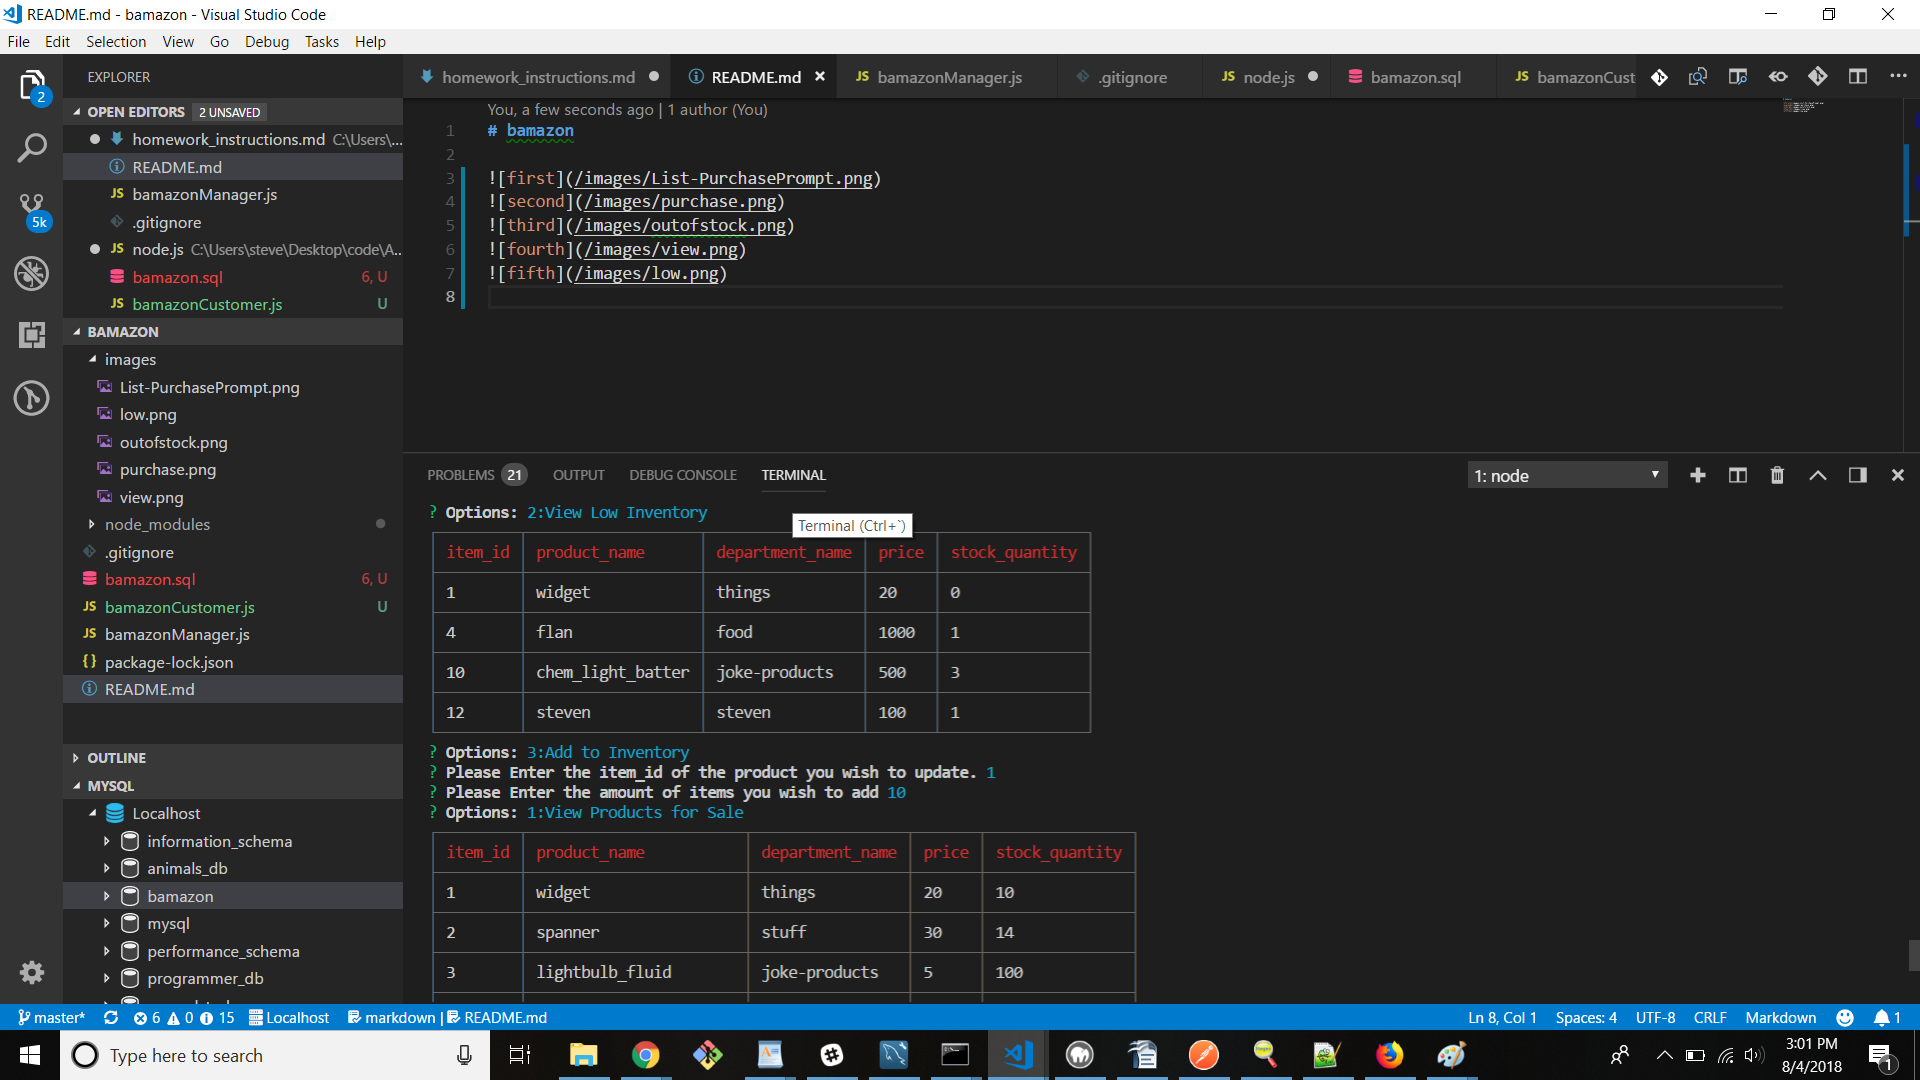 README.md - bamazon - Visual Studio Code
File Edit Selection View Go Debug Tasks Help
EXPLORER
OPEN EDITORS 2 UNSAVED
homework_instructions.md C:\Users\...
README.md
bamazonManager.js
.gitignore
node.js C:\Users\steve\Desktop\code\A...
bamazon.sql 6, U
bamazonCustomer.js U
BAMAZON
images
List-PurchasePrompt.png
low.png
outofstock.png
purchase.png
view.png
node_modules
.gitignore
bamazon.sql 6, U
bamazonCustomer.js U
bamazonManager.js
package-lock.json
README.md
OUTLINE
MYSQL
Localhost
information_schema
animals_db
bamazon
mysql
performance_schema
programmer_db
2
5k
homework_instructions.md README.md JS bamazonManager.js .gitignore JS node.js bamazon.sql JS bamazonCust
You, a few seconds ago | 1 author (You)
1 # bamazon
2
3 ![first](/images/List-PurchasePrompt.png)
4 ![second](/images/purchase.png)
5 ![third](/images/outofstock.png)
6 ![fourth](/images/view.png)
7 ![fifth](/images/low.png)
8
PROBLEMS 21 OUTPUT DEBUG CONSOLE TERMINAL 1: node
? Options: 2:View Low Inventory
Terminal (Ctrl+`)
item_id product_name department_name price stock_quantity
1 widget things 20 0
4 flan food 1000 1
10 chem_light_batter joke-products 500 3
12 steven steven 100 1
? Options: 3:Add to Inventory
? Please Enter the item_id of the product you wish to update. 1
? Please Enter the amount of items you wish to add 10
? Options: 1:View Products for Sale
item_id product_name department_name price stock_quantity
1 widget things 20 10
2 spanner stuff 30 14
3 lightbulb_fluid joke-products 5 100
master* 6 0 15 Localhost markdown | README.md Ln 8, Col 1 Spaces: 4 UTF-8 CRLF Markdown 1
Type here to search
3:01 PM
8/4/2018
1